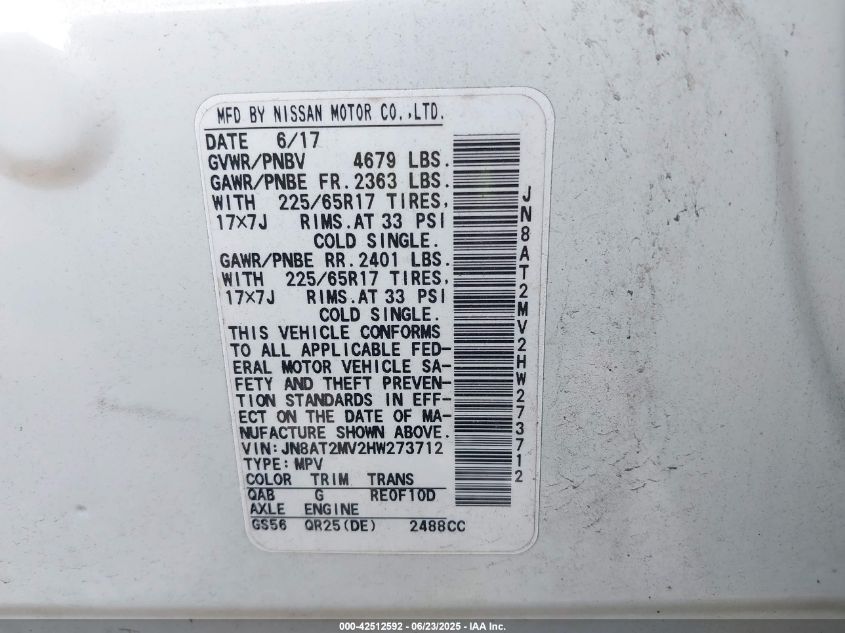 MFD BY NISSAN MOTOR CO.,LTD.
DATE 6/17
GVWR/PNBV 4679 LBS.
GAWR/PNBE FR. 2363 LBS.
WITH 225/65R17 TIRES,
17×7J RIMS. AT 33 PSI
COLD SINGLE.
GAWR/PNBE RR. 2401 LBS.
WITH 225/65R17 TIRES,
17×7J RIMS. AT 33 PSI
COLD SINGLE.
THIS VEHICLE CONFORMS
TO ALL APPLICABLE FED-
ERAL MOTOR VEHICLE SA-
FETY AND THEFT PREVEN-
TION STANDARDS IN EFF-
ECT ON THE DATE OF MA-
NUFACTURE SHOWN ABOVE.
VIN: JN8AT2MV2HW273712
TYPE: MPV
COLOR TRIM TRANS
QAB G RE0F10D
AXLE ENGINE
GS56 QR25(DE) 2488CC
JN8AT2MV2HW273712
000-42512592 - 06/23/2025 - IAA Inc.